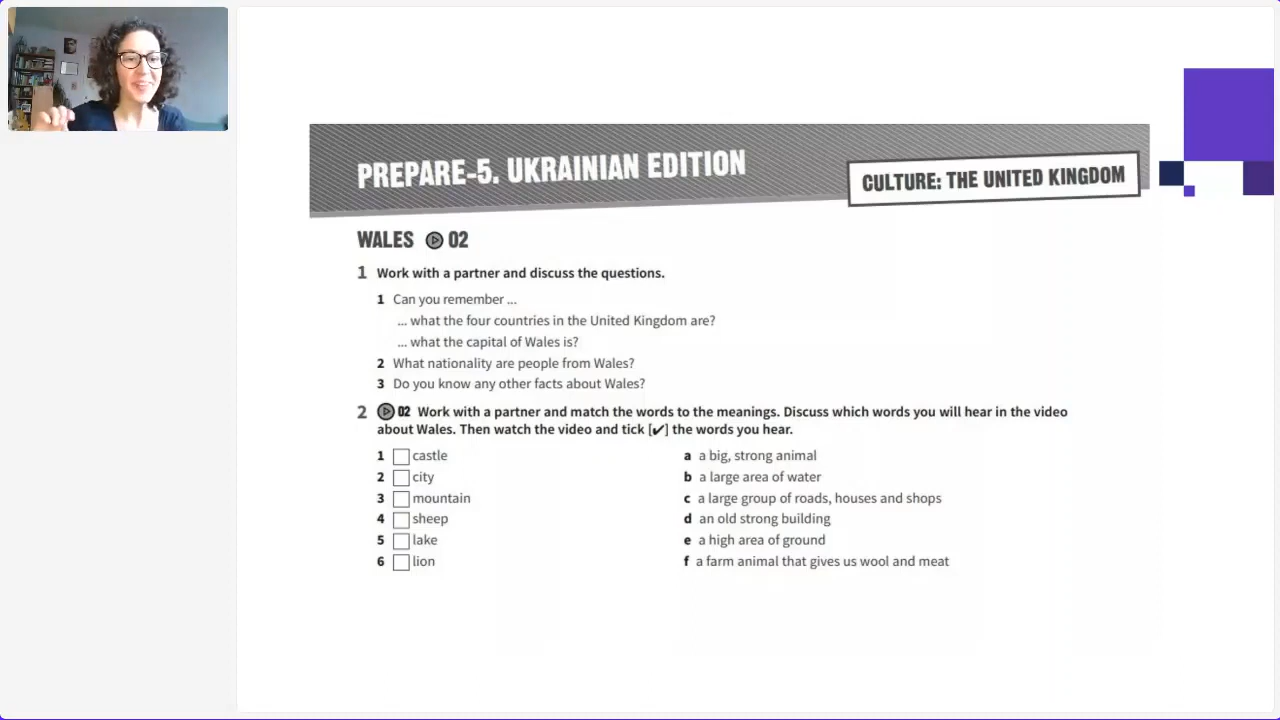 PREPARE-5. UKRAINIAN EDITION
CULTURE: THE UNITED KINGDOM
WALES 02
1 Work with a partner and discuss the questions.
1 Can you remember ...
... what the four countries in the United Kingdom are?
... what the capital of Wales is?
2 What nationality are people from Wales?
3 Do you know any other facts about Wales?
2 02 Work with a partner and match the words to the meanings. Discuss which words you will hear in the video
about Wales. Then watch the video and tick [✔] the words you hear.
1 castle
2 city
3 mountain
4 sheep
5 lake
6 lion
a a big, strong animal
b a large area of water
c a large group of roads, houses and shops
d an old strong building
e a high area of ground
f a farm animal that gives us wool and meat